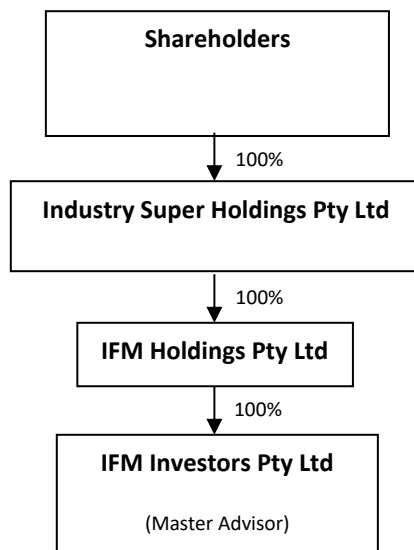 Shareholders
100%
Industry Super Holdings Pty Ltd
100%
IFM Holdings Pty Ltd
100%
IFM Investors Pty Ltd
(Master Advisor)